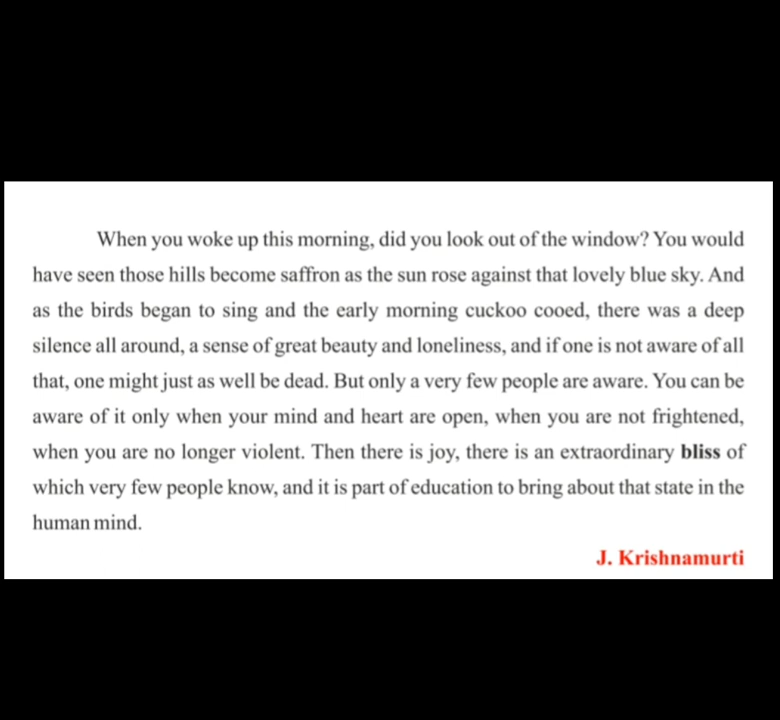 When you woke up this morning, did you look out of the window? You would
have seen those hills become saffron as the sun rose against that lovely blue sky. And
as the birds began to sing and the early morning cuckoo cooed, there was a deep
silence all around, a sense of great beauty and loneliness, and if one is not aware of all
that, one might just as well be dead. But only a very few people are aware. You can be
aware of it only when your mind and heart are open, when you are not frightened,
when you are no longer violent. Then there is joy, there is an extraordinary bliss of
which very few people know, and it is part of education to bring about that state in the
human mind.
J. Krishnamurti